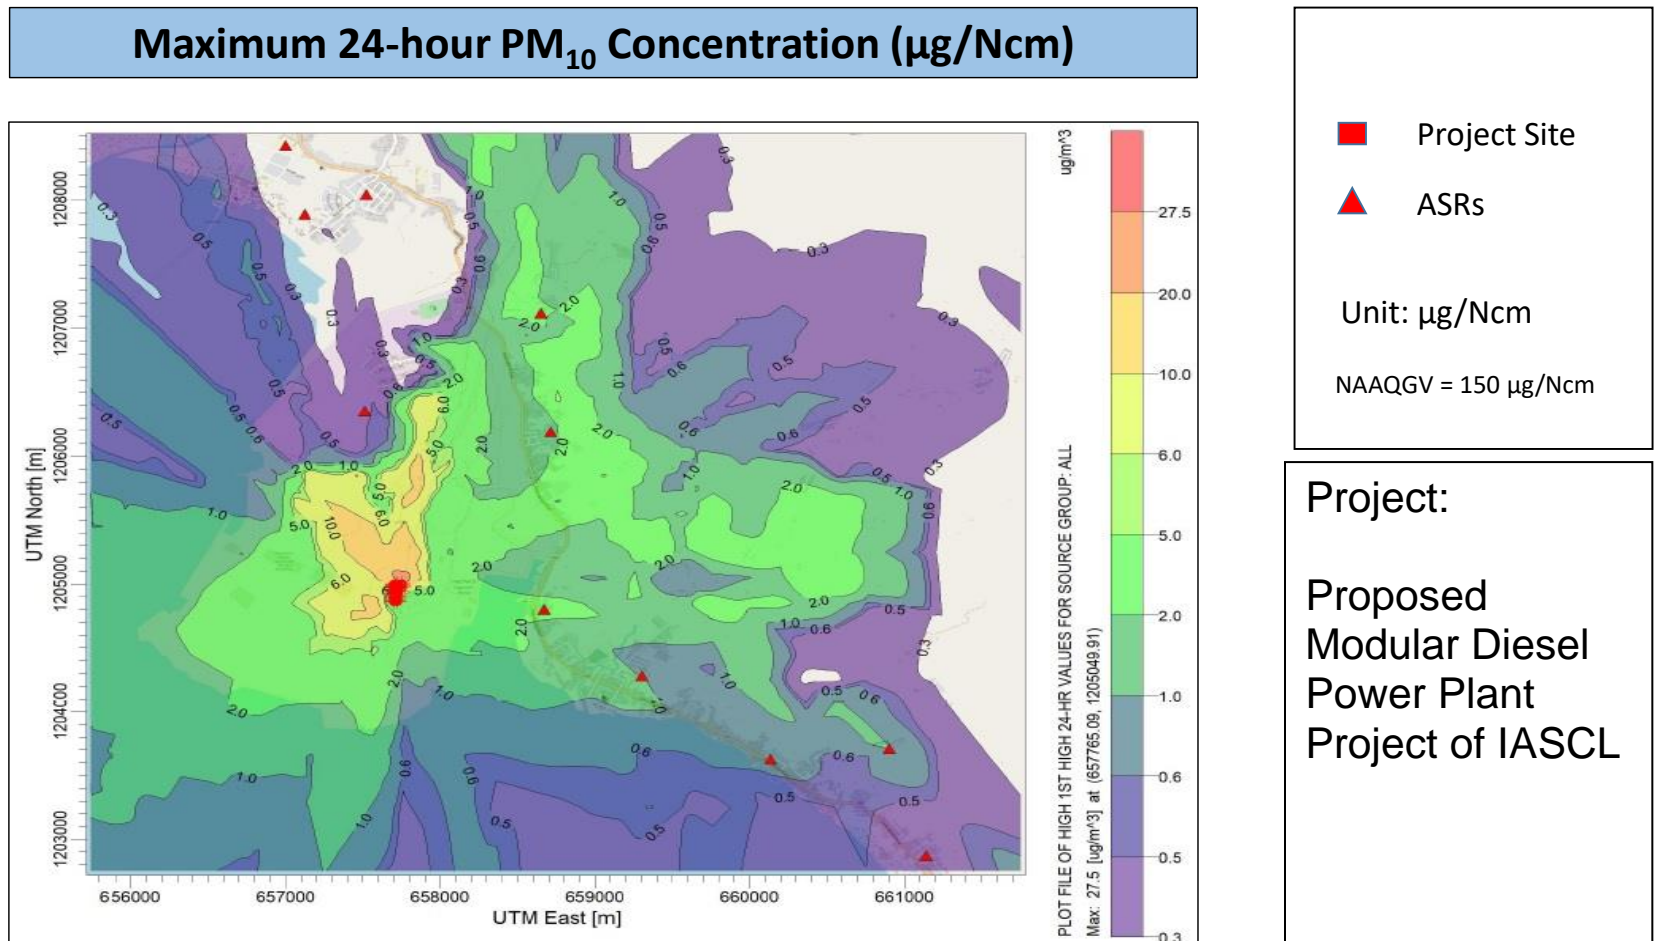 Maximum 24-hour PM10 Concentration (µg/Ncm)
Project Site
ASRs
Unit: µg/Ncm
NAAQGV = 150 µg/Ncm
Project:
Proposed
Modular Diesel
Power Plant
Project of IASCL
UTM North [m]
1208000
1207000
1206000
1205000
1204000
1203000
656000
657000
658000
659000
660000
661000
UTM East [m]
PLOT FILE OF HIGH 1ST HIGH 24-HR VALUES FOR SOURCE GROUP: ALL
ug/m^3
Max: 27.5 [ug/m^3] at (657765.09, 1205049.91)
27.5
20.0
10.0
6.0
5.0
2.0
1.0
0.6
0.5
0.3